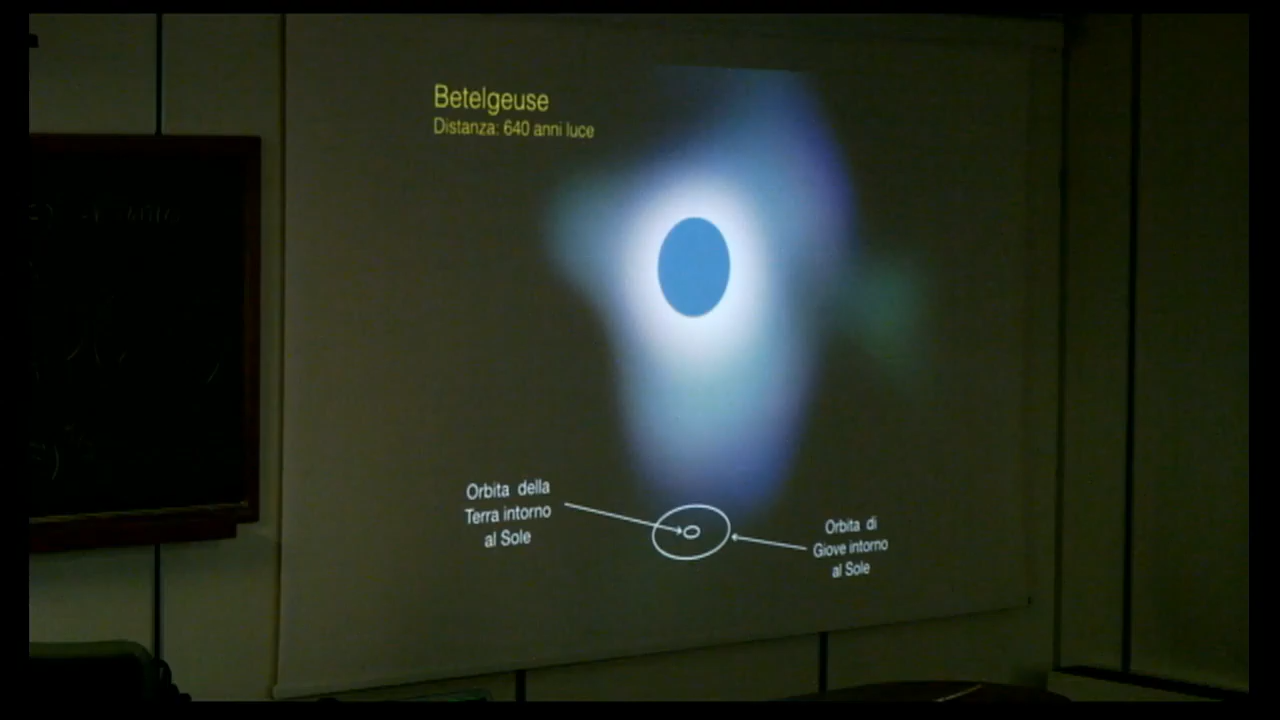 Betelgeuse
Distanza: 640 anni luce
Orbita della
Terra intorno
al Sole
Orbita di
Giove intorno
al Sole